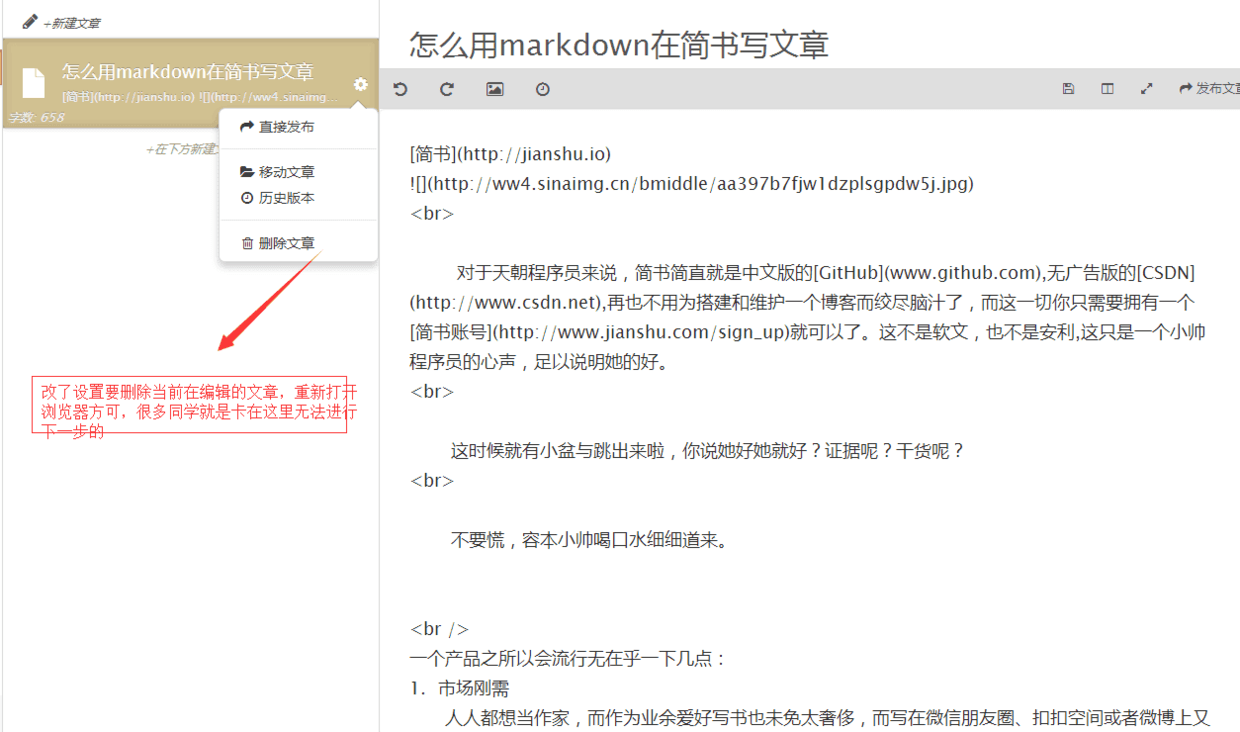 +新建文章
怎么用markdown在简书写文章
[简书](http://jianshu.io) ![](http://ww4.sinaimg...
字数: 658
+在下方新建
直接发布
移动文章
历史版本
删除文章
改了设置要删除当前在编辑的文章，重新打开
浏览器方可，很多同学就是卡在这里无法进行
下一步的
怎么用markdown在简书写文章
发布文章
[简书](http://jianshu.io)
![](http://ww4.sinaimg.cn/bmiddle/aa397b7fjw1dzplsgpdw5j.jpg)
<br>
对于天朝程序员来说，简书简直就是中文版的[GitHub](www.github.com),无广告版的[CSDN]
(http://www.csdn.net),再也不用为搭建和维护一个博客而绞尽脑汁了，而这一切你只需要拥有一个
[简书账号](http://www.jianshu.com/sign_up)就可以了。这不是软文，也不是安利,这只是一个小帅
程序员的心声，足以说明她的好。
<br>
这时候就有小盆与跳出来啦，你说她好她就好？证据呢？干货呢？
<br>
不要慌，容本小帅喝口水细细道来。
<br />
一个产品之所以会流行无在乎一下几点：
1. 市场刚需
人人都想当作家，而作为业余爱好写书也未免太奢侈，而写在微信朋友圈、扣扣空间或者微博上又